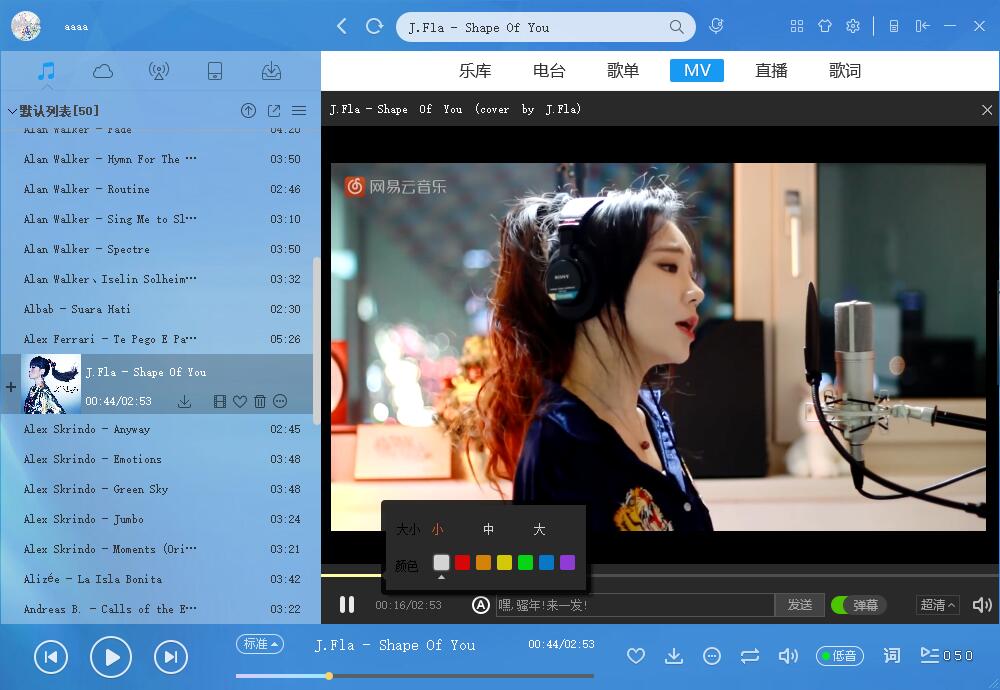 aaaa
J.Fla - Shape Of You
乐库 电台 歌单 MV 直播 歌词
默认列表[50]
J.Fla - Shape Of You (cover by J.Fla)
Alan Walker - Fade 04:20
Alan Walker - Hymn For The ··· 03:50
Alan Walker - Routine 02:46
Alan Walker - Sing Me to Sl··· 03:10
Alan Walker - Spectre 03:50
Alan Walker、Iselin Solheim··· 03:32
Albab - Suara Hati 02:30
Alex Ferrari - Te Pego E Pa··· 05:26
J.Fla - Shape Of You
00:44/02:53
Alex Skrindo - Anyway 02:45
Alex Skrindo - Emotions 03:48
Alex Skrindo - Green Sky 03:48
Alex Skrindo - Jumbo 03:24
Alex Skrindo - Moments (Ori··· 03:21
Alizée - La Isla Bonita 03:42
Andreas B. - Calls of the E··· 03:22
网易云音乐
SONY
大小 小 中 大
颜色
00:16/02:53 A 嘿,骚年!来一发! 发送 弹幕 超清
标准 J.Fla - Shape Of You 00:44/02:53
低音 词 050